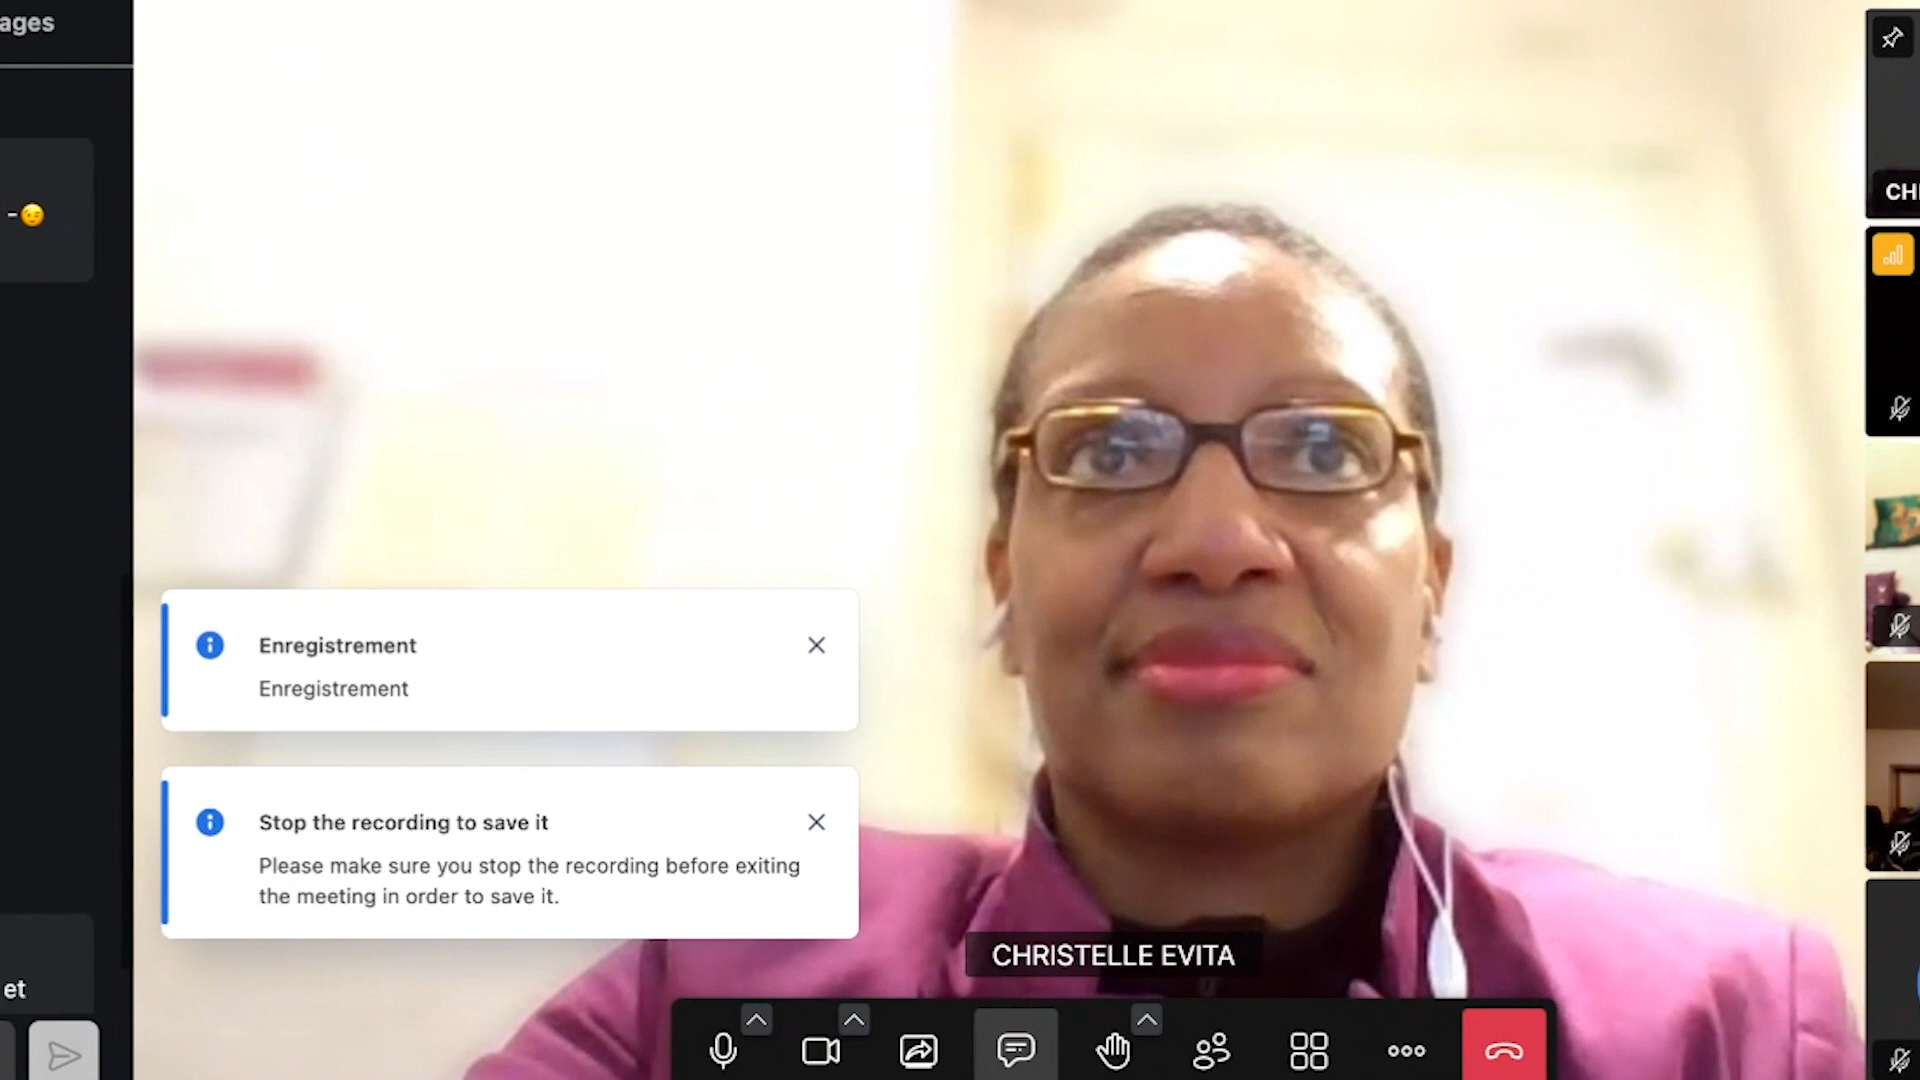 ages
CHI
Enregistrement
Enregistrement
Stop the recording to save it
Please make sure you stop the recording before exiting
the meeting in order to save it.
CHRISTELLE EVITA
et